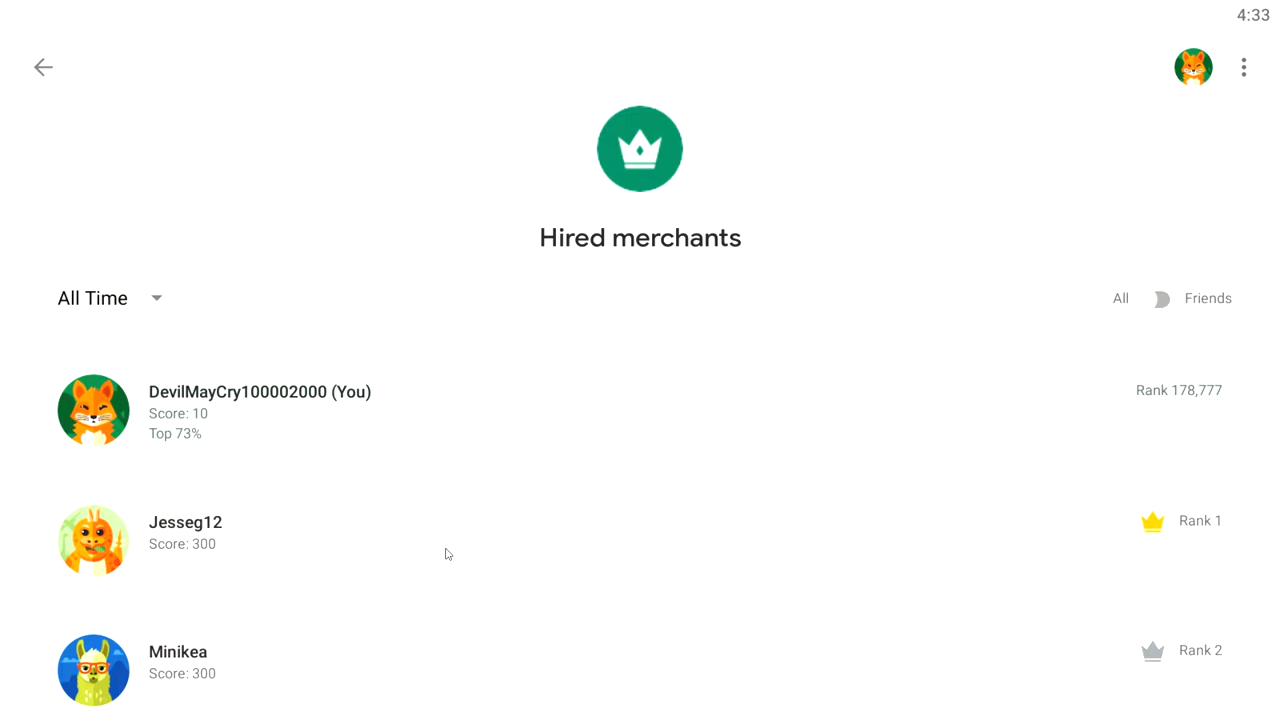 4:33
Hired merchants
All Time
All Friends
DevilMayCry100002000 (You)
Score: 10
Top 73%
Rank 178,777
Jesseg12
Score: 300
Rank 1
Minikea
Score: 300
Rank 2